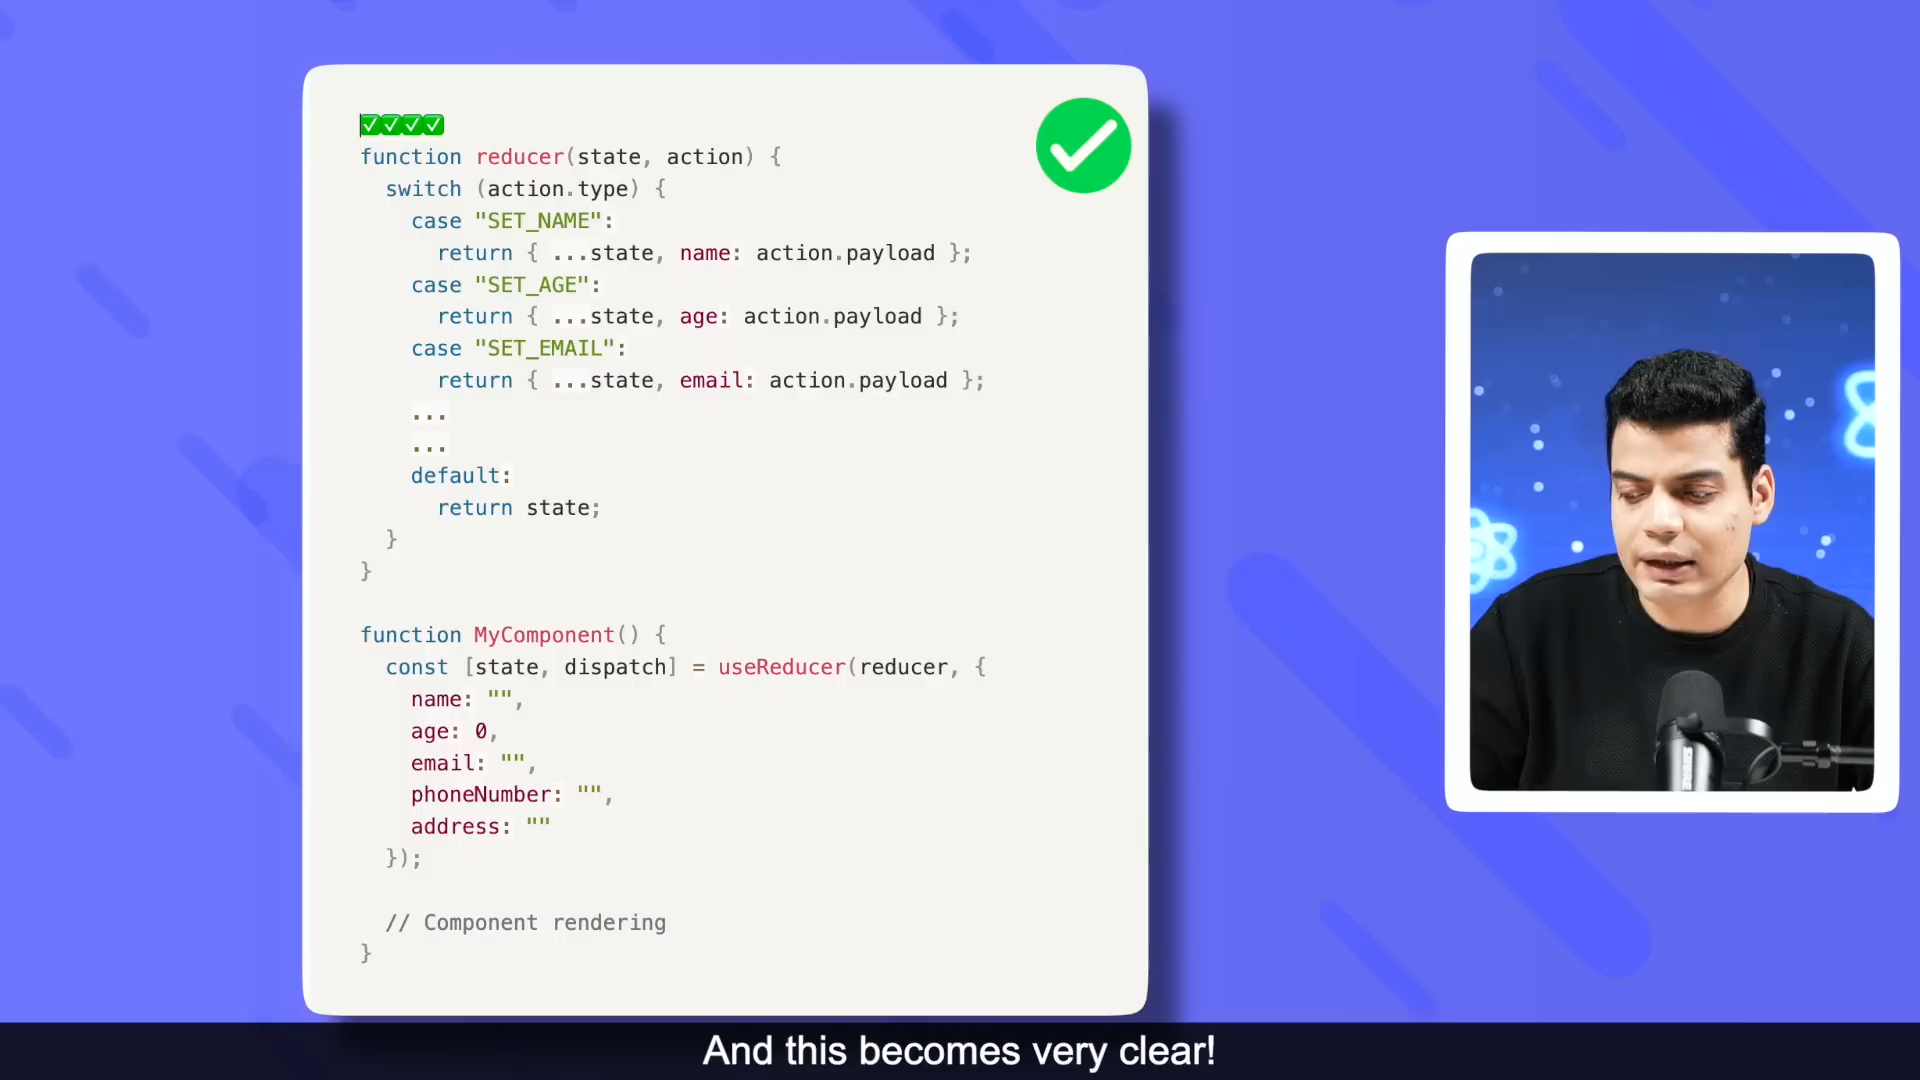 ✅✅✅✅
function reducer(state, action) {
switch (action.type) {
case "SET_NAME":
return { ...state, name: action.payload };
case "SET_AGE":
return { ...state, age: action.payload };
case "SET_EMAIL":
return { ...state, email: action.payload };
...
...
default:
return state;
}
}
function MyComponent() {
const [state, dispatch] = useReducer(reducer, {
name: "",
age: 0,
email: "",
phoneNumber: "",
address: ""
});
// Component rendering
}
And this becomes very clear!